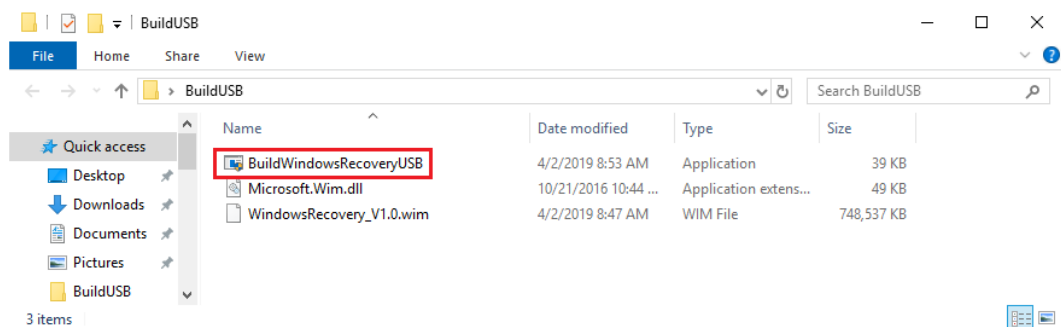 BuildUSB
File Home Share View
BuildUSB Search BuildUSB
Name Date modified Type Size
Quick access
BuildWindowsRecoveryUSB 4/2/2019 8:53 AM Application 39 KB
Desktop
Microsoft.Wim.dll 10/21/2016 10:44 ... Application extens... 49 KB
Downloads
WindowsRecovery_V1.0.wim 4/2/2019 8:47 AM WIM File 748,537 KB
Documents
Pictures
BuildUSB
3 items